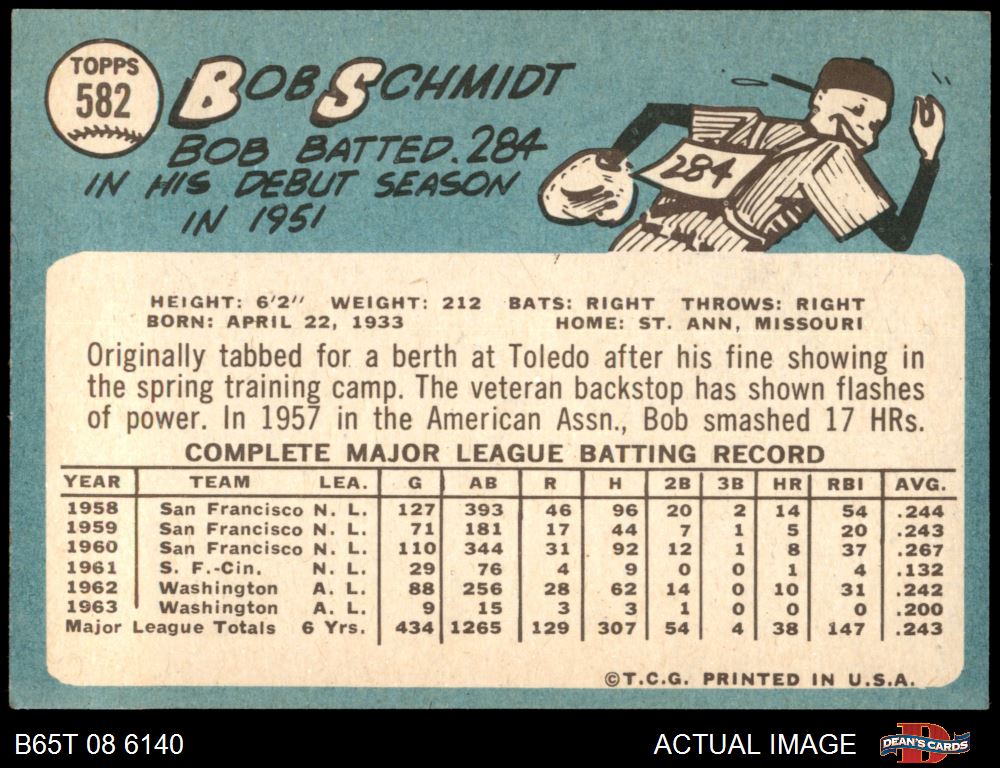 TOPPS
582
BOB SCHMIDT
BOB BATTED .284
IN HIS DEBUT SEASON
IN 1951
284
HEIGHT: 6'2" WEIGHT: 212 BATS: RIGHT THROWS: RIGHT
BORN: APRIL 22, 1933 HOME: ST. ANN, MISSOURI
Originally tabbed for a berth at Toledo after his fine showing in
the spring training camp. The veteran backstop has shown flashes
of power. In 1957 in the American Assn., Bob smashed 17 HRs.
COMPLETE MAJOR LEAGUE BATTING RECORD
YEAR TEAM LEA. G AB R H 2B 3B HR RBI AVG.
1958 San Francisco N. L. 127 393 46 96 20 2 14 54 .244
1959 San Francisco N. L. 71 181 17 44 7 1 5 20 .243
1960 San Francisco N. L. 110 344 31 92 12 1 8 37 .267
1961 S. F.-Cin. N. L. 29 76 4 9 0 0 1 4 .132
1962 Washington A. L. 88 256 28 62 14 0 10 31 .242
1963 Washington A. L. 9 15 3 3 1 0 0 0 .200
Major League Totals 6 Yrs. 434 1265 129 307 54 4 38 147 .243
©T.C.G. PRINTED IN U.S.A.
B65T 08 6140
ACTUAL IMAGE
DEAN'S CARDS